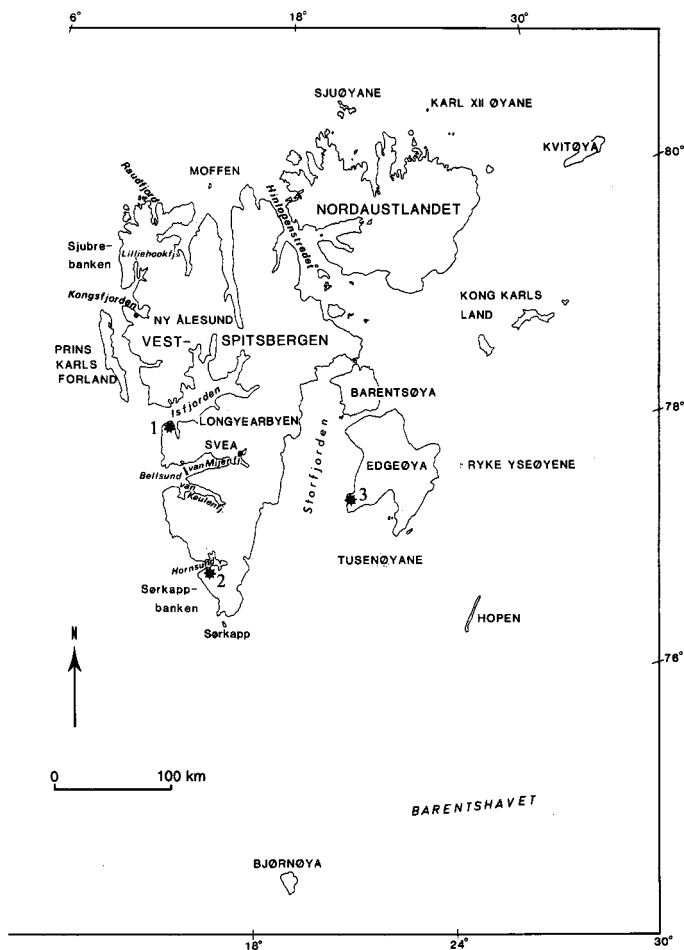 6°
18°
30°
SJUØYANE
KARL XII ØYANE
KVITØYA
80°
MOFFEN
Raudfjord
Hinlopenstredet
NORDAUSTLANDET
Sjubre-
banken
Lilliehookfj.
KONG KARLS
LAND
Kongsfjorden
NY ÅLESUND
VEST-
SPITSBERGEN
PRINS
KARLS
FORLAND
BARENTSØYA
78°
Isfjorden
1
LONGYEARBYEN
Storfjorden
SVEA
EDGEØYA
RYKE YSEØYENE
van Mijenfj.
Bellsund
van
Keulenfj.
3
TUSENØYANE
Hornsund
2
Sørkapp-
banken
HOPEN
Sørkapp
N
76°
0
100 km
BARENTSHAVET
BJØRNØYA
18°
24°
30°